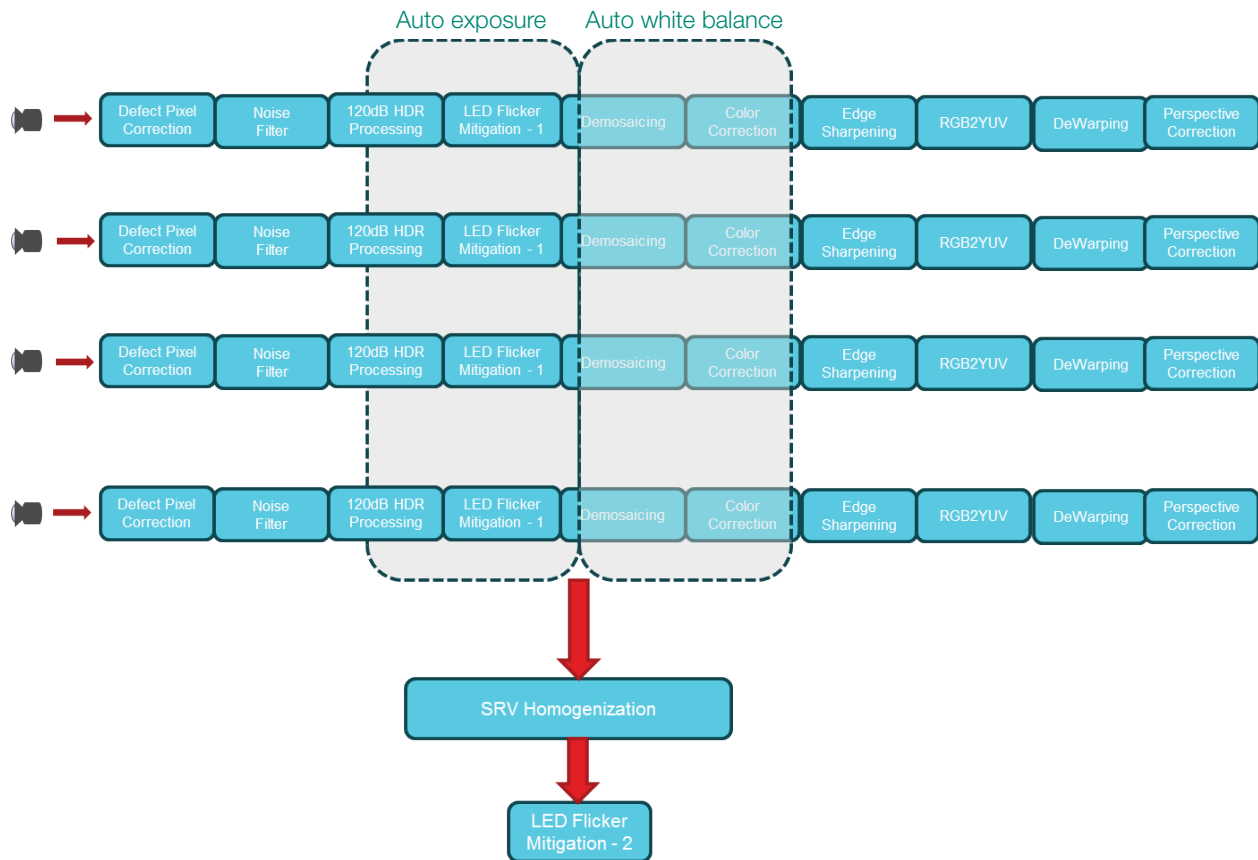 Auto exposure
Auto white balance
Defect Pixel
Correction
Noise
Filter
120dB HDR
Processing
LED Flicker
Mitigation - 1
Demosaicing
Color
Correction
Edge
Sharpening
RGB2YUV
DeWarping
Perspective
Correction
Defect Pixel
Correction
Noise
Filter
120dB HDR
Processing
LED Flicker
Mitigation - 1
Demosaicing
Color
Correction
Edge
Sharpening
RGB2YUV
DeWarping
Perspective
Correction
Defect Pixel
Correction
Noise
Filter
120dB HDR
Processing
LED Flicker
Mitigation - 1
Demosaicing
Color
Correction
Edge
Sharpening
RGB2YUV
DeWarping
Perspective
Correction
Defect Pixel
Correction
Noise
Filter
120dB HDR
Processing
LED Flicker
Mitigation - 1
Demosaicing
Color
Correction
Edge
Sharpening
RGB2YUV
DeWarping
Perspective
Correction
SRV Homogenization
LED Flicker
Mitigation - 2